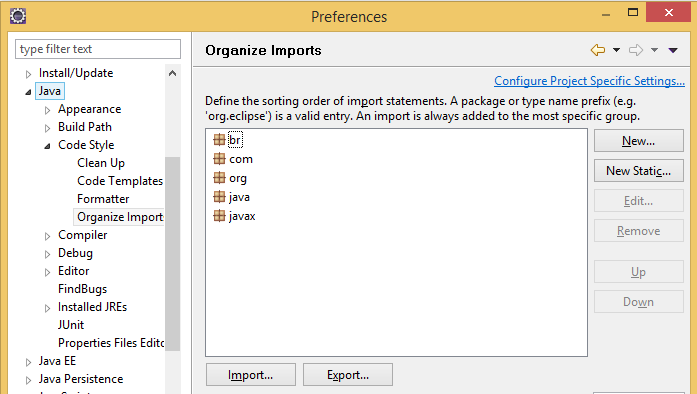 Preferences
type filter text
Install/Update
Java
Appearance
Build Path
Code Style
Clean Up
Code Templates
Formatter
Organize Import
Compiler
Debug
Editor
FindBugs
Installed JREs
JUnit
Properties Files Edito
Java EE
Java Persistence
Organize Imports
Configure Project Specific Settings...
Define the sorting order of import statements. A package or type name prefix (e.g.
'org.eclipse') is a valid entry. An import is always added to the most specific group.
br
com
org
java
javax
New...
New Static...
Edit...
Remove
Up
Down
Import...
Export...